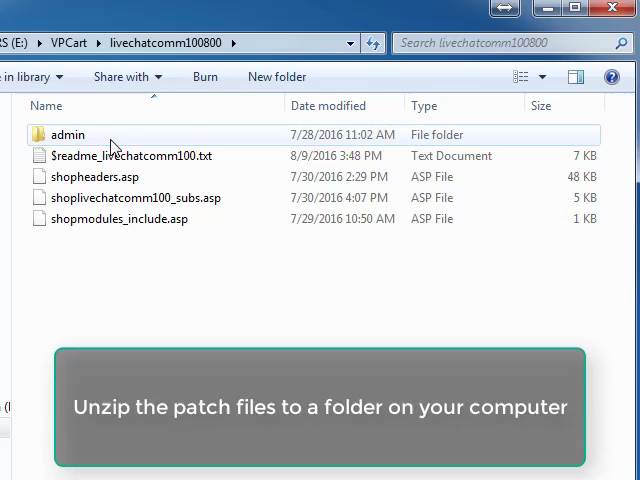 RS (E:) ▸ VPCart ▸ livechatcomm100800 ▸ Search livechatcomm100800
e in library Share with Burn New folder
Name Date modified Type Size
admin 7/28/2016 11:02 AM File folder
$readme_livechatcomm100.txt 8/9/2016 3:48 PM Text Document 7 KB
shopheaders.asp 7/30/2016 2:29 PM ASP File 48 KB
shoplivechatcomm100_subs.asp 7/30/2016 4:07 PM ASP File 5 KB
shopmodules_include.asp 7/29/2016 10:50 AM ASP File 1 KB
Unzip the patch files to a folder on your computer